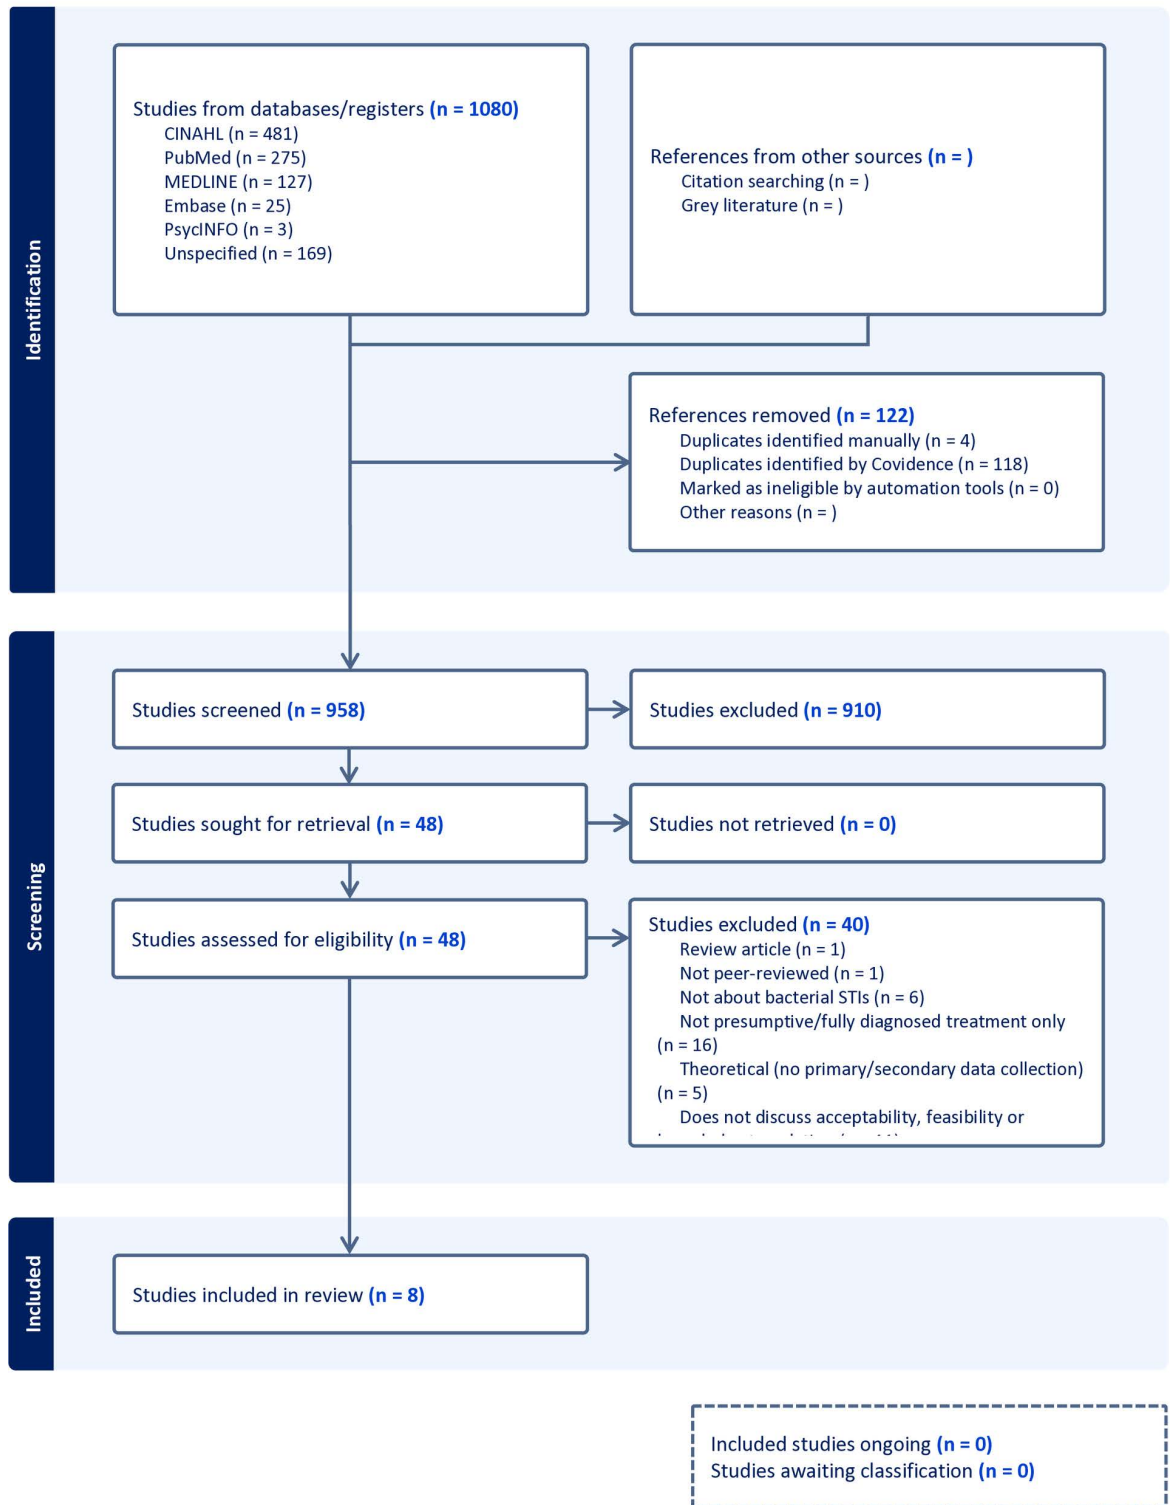 Identification
Studies from databases/registers (n = 1080)
CINAHL (n = 481)
PubMed (n = 275)
MEDLINE (n = 127)
Embase (n = 25)
PsycINFO (n = 3)
Unspecified (n = 169)
References from other sources (n = )
Citation searching (n = )
Grey literature (n = )
References removed (n = 122)
Duplicates identified manually (n = 4)
Duplicates identified by Covidence (n = 118)
Marked as ineligible by automation tools (n = 0)
Other reasons (n = )
Screening
Studies screened (n = 958)
Studies excluded (n = 910)
Studies sought for retrieval (n = 48)
Studies not retrieved (n = 0)
Studies assessed for eligibility (n = 48)
Studies excluded (n = 40)
Review article (n = 1)
Not peer-reviewed (n = 1)
Not about bacterial STIs (n = 6)
Not presumptive/fully diagnosed treatment only
(n = 16)
Theoretical (no primary/secondary data collection)
(n = 5)
Does not discuss acceptability, feasibility or
Included
Studies included in review (n = 8)
Included studies ongoing (n = 0)
Studies awaiting classification (n = 0)